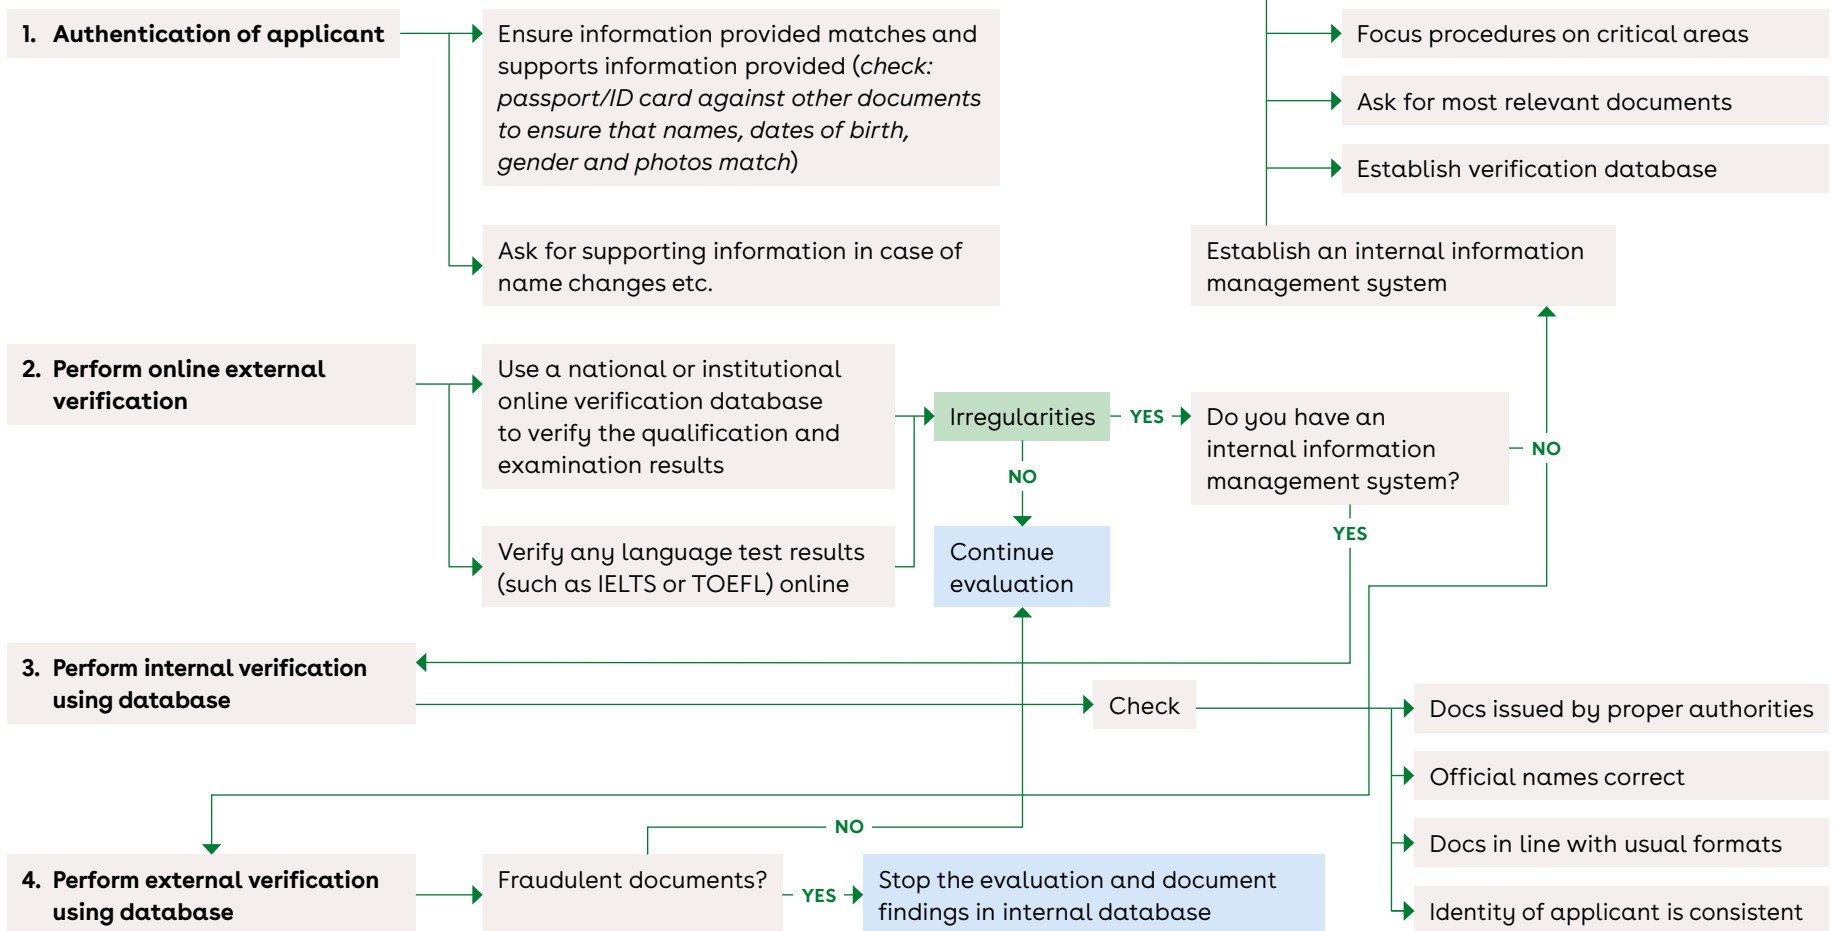 1. Authentication of applicant
Ensure information provided matches and
supports information provided (check:
passport/ID card against other documents
to ensure that names, dates of birth,
gender and photos match)
Ask for supporting information in case of
name changes etc.
Focus procedures on critical areas
Ask for most relevant documents
Establish verification database
Establish an internal information
management system
2. Perform online external
verification
Use a national or institutional
online verification database
to verify the qualification and
examination results
Verify any language test results
(such as IELTS or TOEFL) online
Irregularities
YES
NO
Continue
evaluation
Do you have an
internal information
management system?
NO
YES
3. Perform internal verification
using database
Check
Docs issued by proper authorities
Official names correct
Docs in line with usual formats
Identity of applicant is consistent
4. Perform external verification
using database
Fraudulent documents?
NO
YES
Stop the evaluation and document
findings in internal database